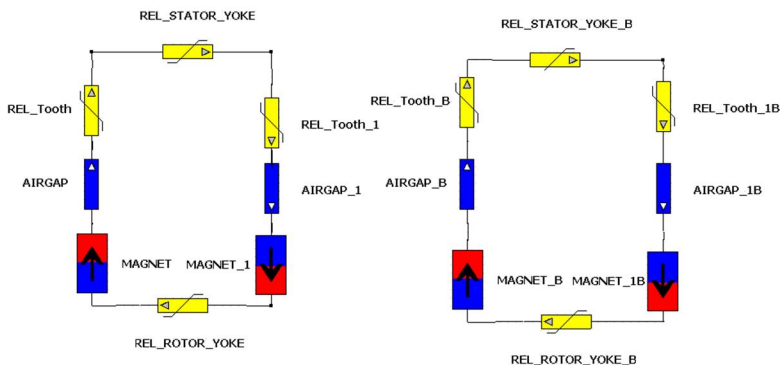 REL_STATOR_YOKE
REL_Tooth
REL_Tooth_1
AIRGAP
AIRGAP_1
MAGNET
MAGNET_1
REL_ROTOR_YOKE
REL_STATOR_YOKE_B
REL_Tooth_B
REL_Tooth_1B
AIRGAP_B
AIRGAP_1B
MAGNET_B
MAGNET_1B
REL_ROTOR_YOKE_B